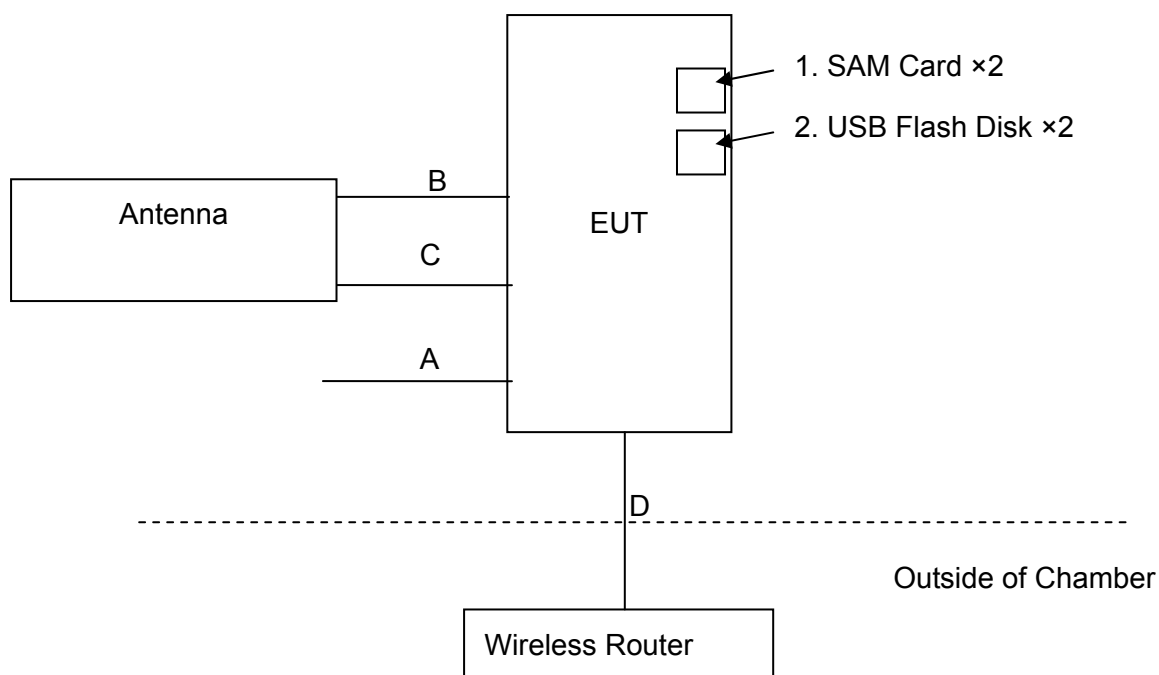 1. SAM Card ×2
2. USB Flash Disk ×2
B
Antenna
EUT
C
A
D
Outside of Chamber
Wireless Router